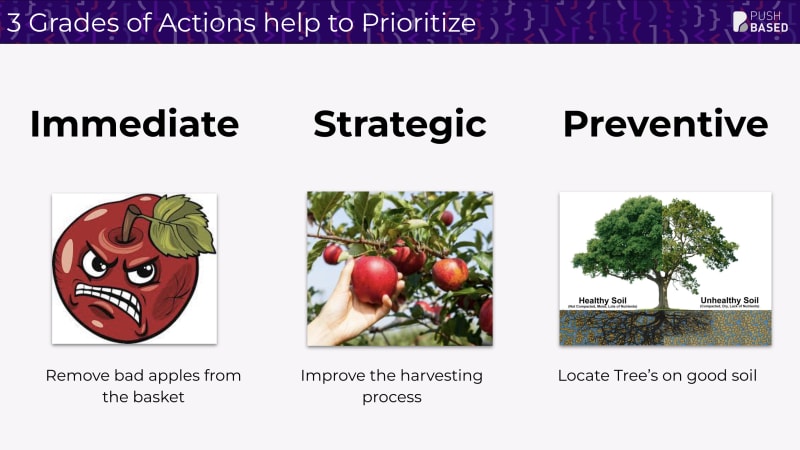 3 Grades of Actions help to Prioritize
PUSH
BASED
Immediate
Strategic
Preventive
Healthy Soil
(Not Compacted, Moist, Lots of Nutrients)
Unhealthy Soil
(Compacted, Dry, Lack of Nutrients)
Remove bad apples from
the basket
Improve the harvesting
process
Locate Tree's on good soil